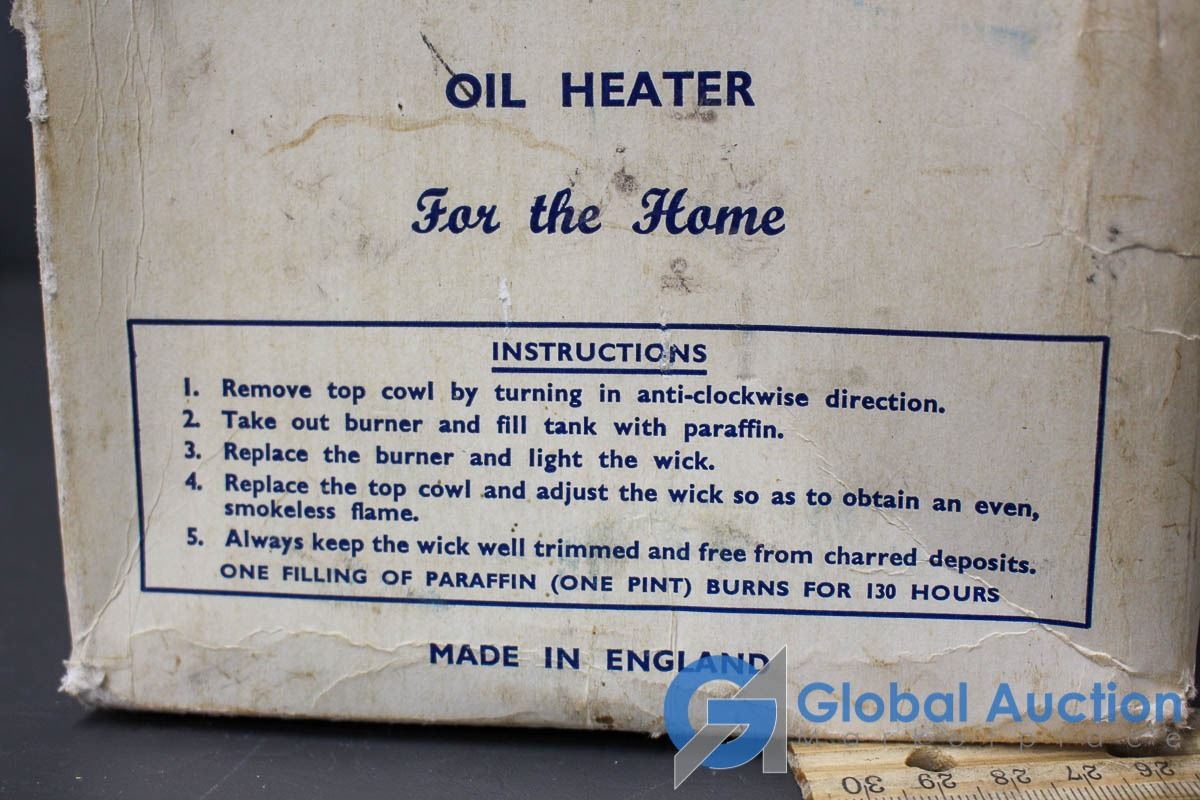 OIL HEATER
For the Home
INSTRUCTIONS
1. Remove top cowl by turning in anti-clockwise direction.
2. Take out burner and fill tank with paraffin.
3. Replace the burner and light the wick.
4. Replace the top cowl and adjust the wick so as to obtain an even,
smokeless flame.
5. Always keep the wick well trimmed and free from charred deposits.
ONE FILLING OF PARAFFIN (ONE PINT) BURNS FOR 130 HOURS
MADE IN ENGLAND
Global Auction
Marketplace
30 29 28 27 26